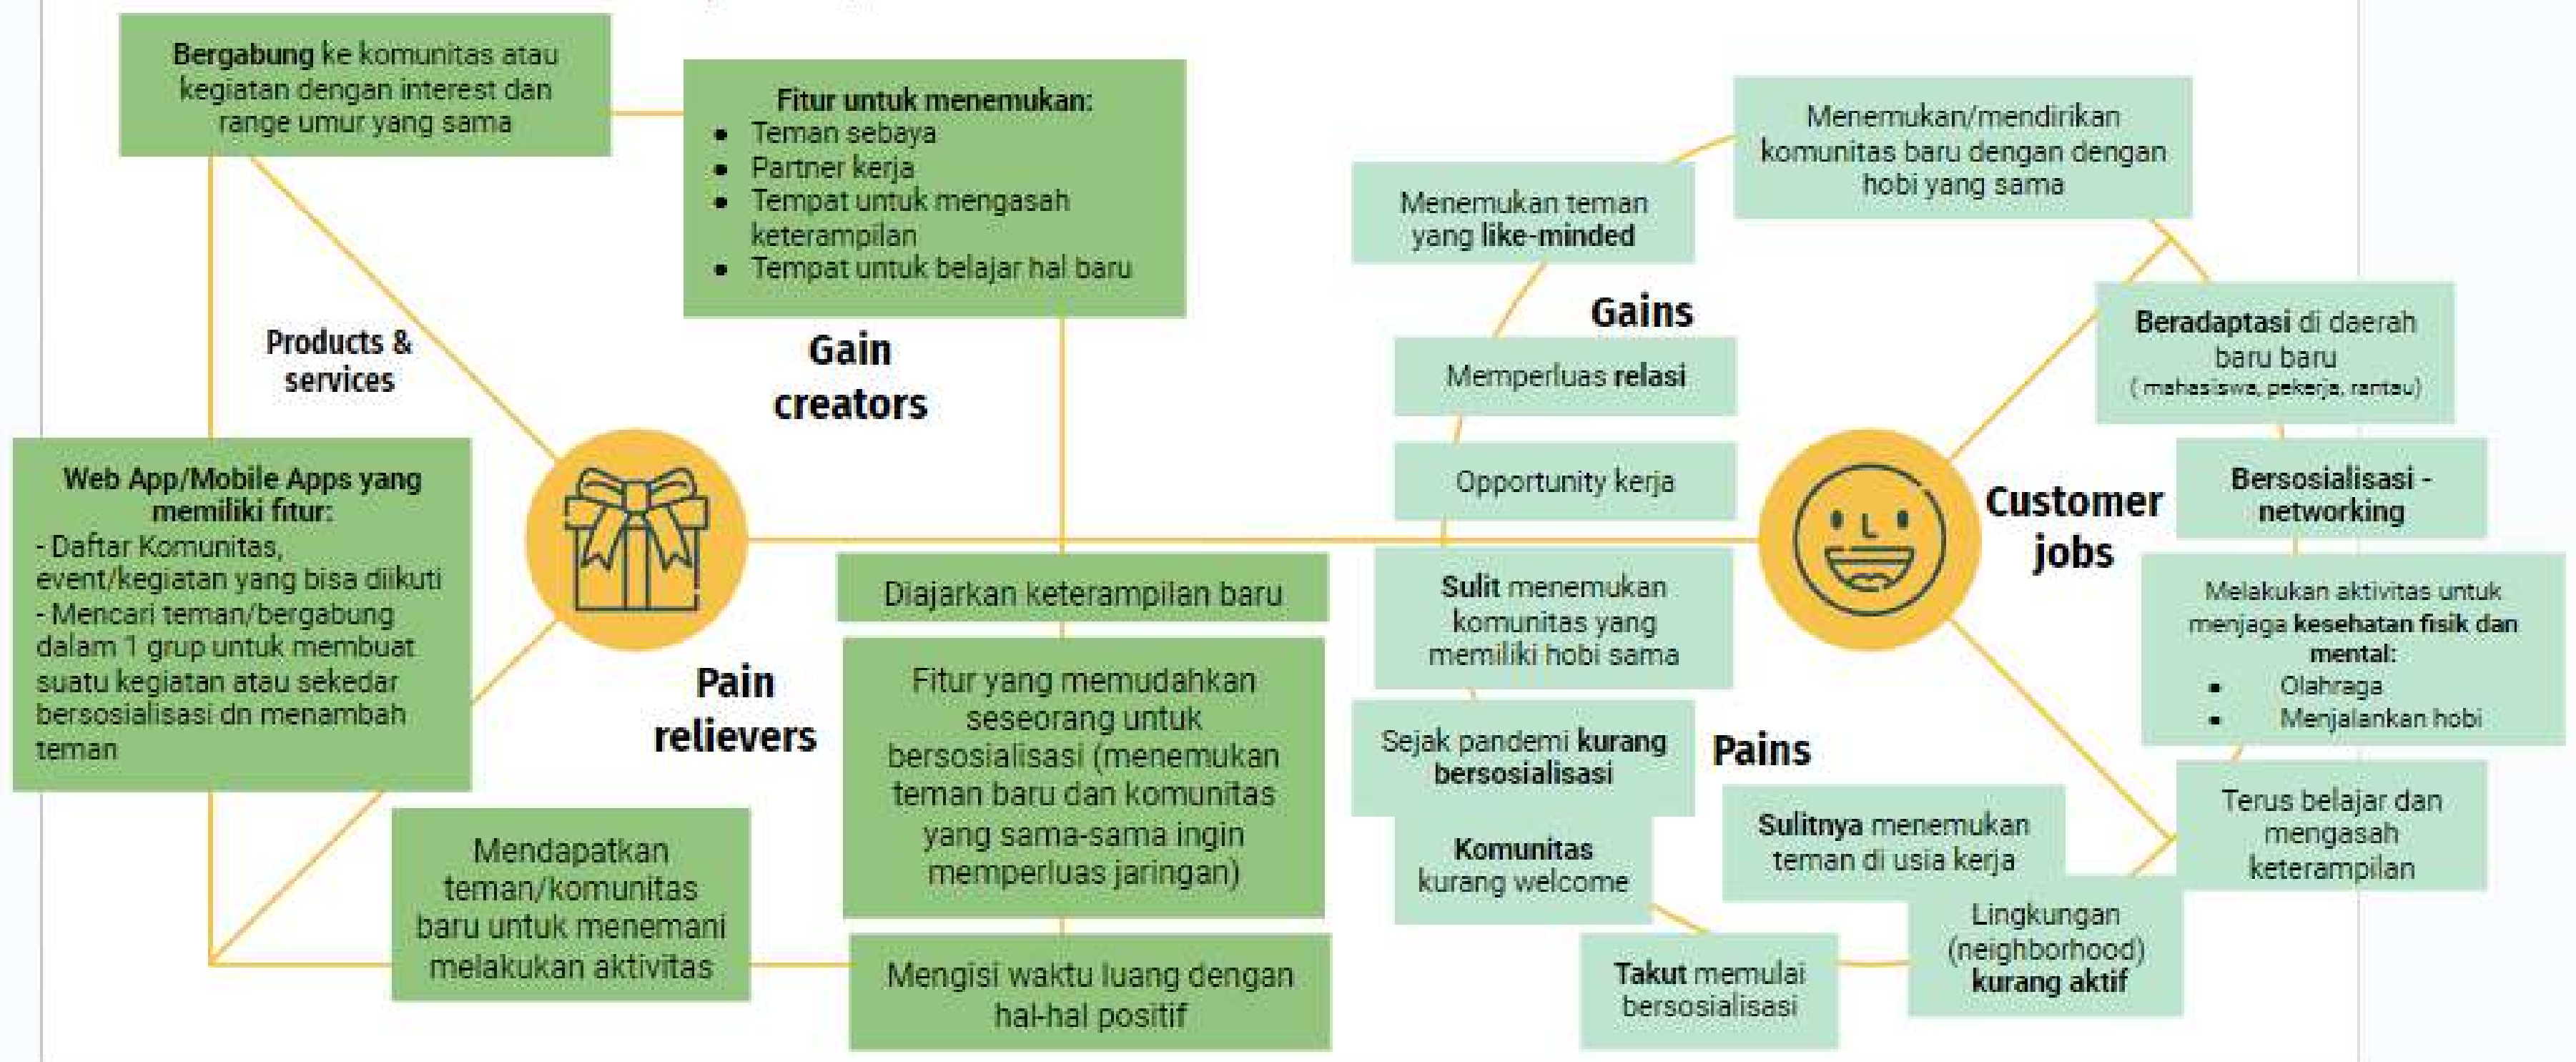 Bergabung ke komunitas atau
kegiatan dengan interest dan
range umur yang sama
Fitur untuk menemukan:
• Teman sebaya
• Partner kerja
• Tempat untuk mengasah
keterampilan
• Tempat untuk belajar hal baru
Products &
services
Gain
creators
Web App/Mobile Apps yang
memiliki fitur:
- Daftar Komunitas,
event/kegiatan yang bisa diikuti
- Mencari teman/bergabung
dalam 1 grup untuk membuat
suatu kegiatan atau sekedar
bersosialisasi dn menambah
teman
Pain
relievers
Diajarkan keterampilan baru
Fitur yang memudahkan
seseorang untuk
bersosialisasi (menemukan
teman baru dan komunitas
yang sama-sama ingin
memperluas jaringan)
Mendapatkan
teman/komunitas
baru untuk menemani
melakukan aktivitas
Mengisi waktu luang dengan
hal-hal positif
Menemukan/mendirikan
komunitas baru dengan dengan
hobi yang sama
Menemukan teman
yang like-minded
Gains
Memperluas relasi
Opportunity kerja
Beradaptasi di daerah
baru baru
( mahasiswa, pekerja, rantau)
Customer
jobs
Bersosialisasi -
networking
Melakukan aktivitas untuk
menjaga kesehatan fisik dan
mental:
• Olahraga
• Menjalankan hobi
Terus belajar dan
mengasah
keterampilan
Sulit menemukan
komunitas yang
memiliki hobi sama
Sejak pandemi kurang
bersosialisasi
Pains
Komunitas
kurang welcome
Sulitnya menemukan
teman di usia kerja
Takut memulai
bersosialisasi
Lingkungan
(neighborhood)
kurang aktif